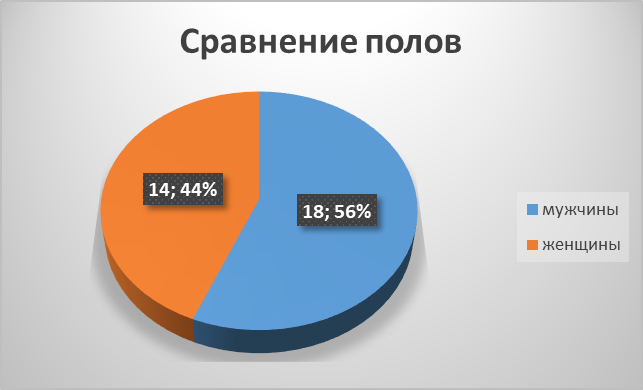 Сравнение полов
14; 44%
18; 56%
мужчины
женщины